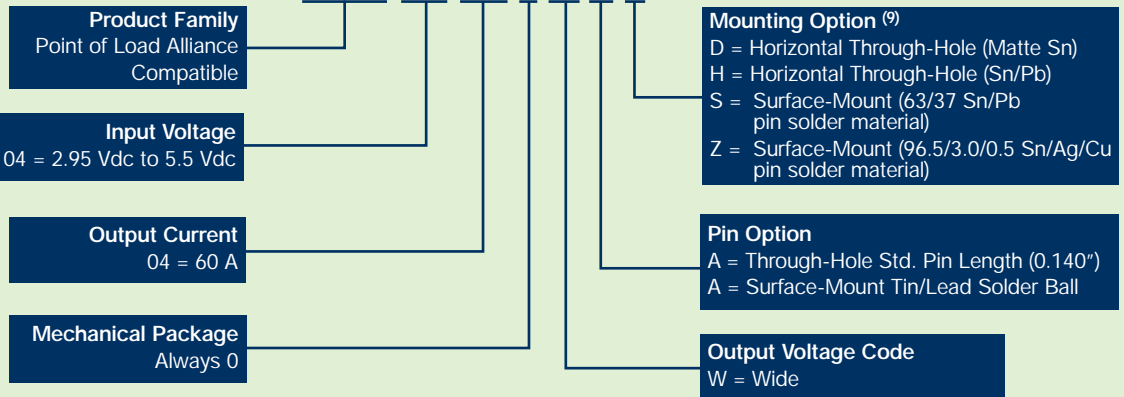 Product Family
Point of Load Alliance
Compatible
Input Voltage
04 = 2.95 Vdc to 5.5 Vdc
Output Current
04 = 60 A
Mechanical Package
Always 0
Mounting Option (9)
D = Horizontal Through-Hole (Matte Sn)
H = Horizontal Through-Hole (Sn/Pb)
S = Surface-Mount (63/37 Sn/Pb
pin solder material)
Z = Surface-Mount (96.5/3.0/0.5 Sn/Ag/Cu
pin solder material)
Pin Option
A = Through-Hole Std. Pin Length (0.140")
A = Surface-Mount Tin/Lead Solder Ball
Output Voltage Code
W = Wide